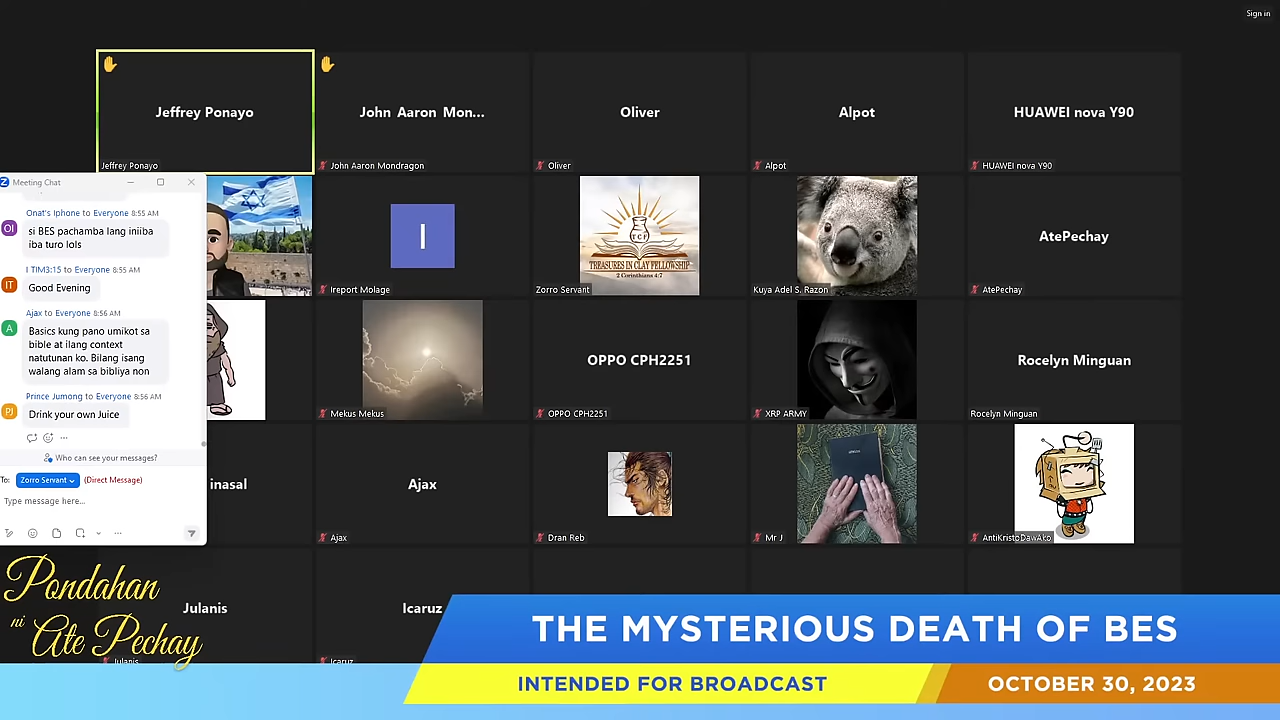 Sign in
Jeffrey Ponayo
John Aaron Mon...
Oliver
Alpot
HUAWEI nova Y90
Jeffrey Ponayo
John Aaron Mondragon
Oliver
Alpot
HUAWEI nova Y90
Meeting Chat
OI
Onat's Iphone to Everyone 8:55 AM
si BES pachamba lang iniiba
iba turo lols
IT
I TIM3:15 to Everyone 8:55 AM
Good Evening
A
Ajax to Everyone 8:56 AM
Basics kung pano umikot sa
bible at ilang context
natutunan ko. Bilang isang
walang alam sa bibliya non
PJ
Prince Jumong to Everyone 8:56 AM
Drink your own Juice
Who can see your messages?
To: Zorro Servant (Direct Message)
Type message here...
I
TCF
TREASURES IN CLAY FELLOWSHIP
2 Corinthians 4:7
AtePechay
Ireport Molage
Zorro Servant
Kuya Adel S. Razon
AtePechay
OPPO CPH2251
Rocelyn Minguan
Mekus Mekus
OPPO CPH2251
XRP ARMY
Rocelyn Minguan
inasal
Ajax
Ajax
Dran Reb
Mr J
AntiKristoDawAko
Julanis
Icaruz
Julanis
Icaruz
Pondahan
ni
Ate Pechay
THE MYSTERIOUS DEATH OF BES
INTENDED FOR BROADCAST
OCTOBER 30, 2023